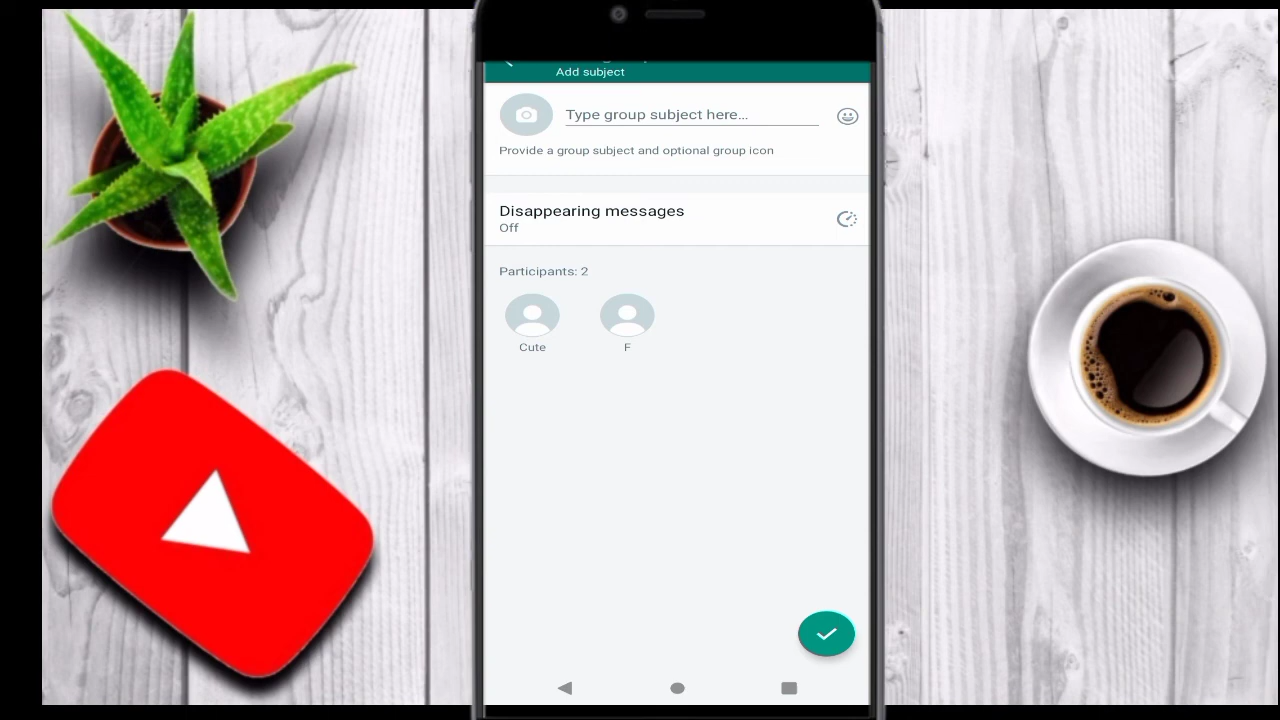 Add subject
Type group subject here...
Provide a group subject and optional group icon
Disappearing messages
Off
Participants: 2
Cute
F